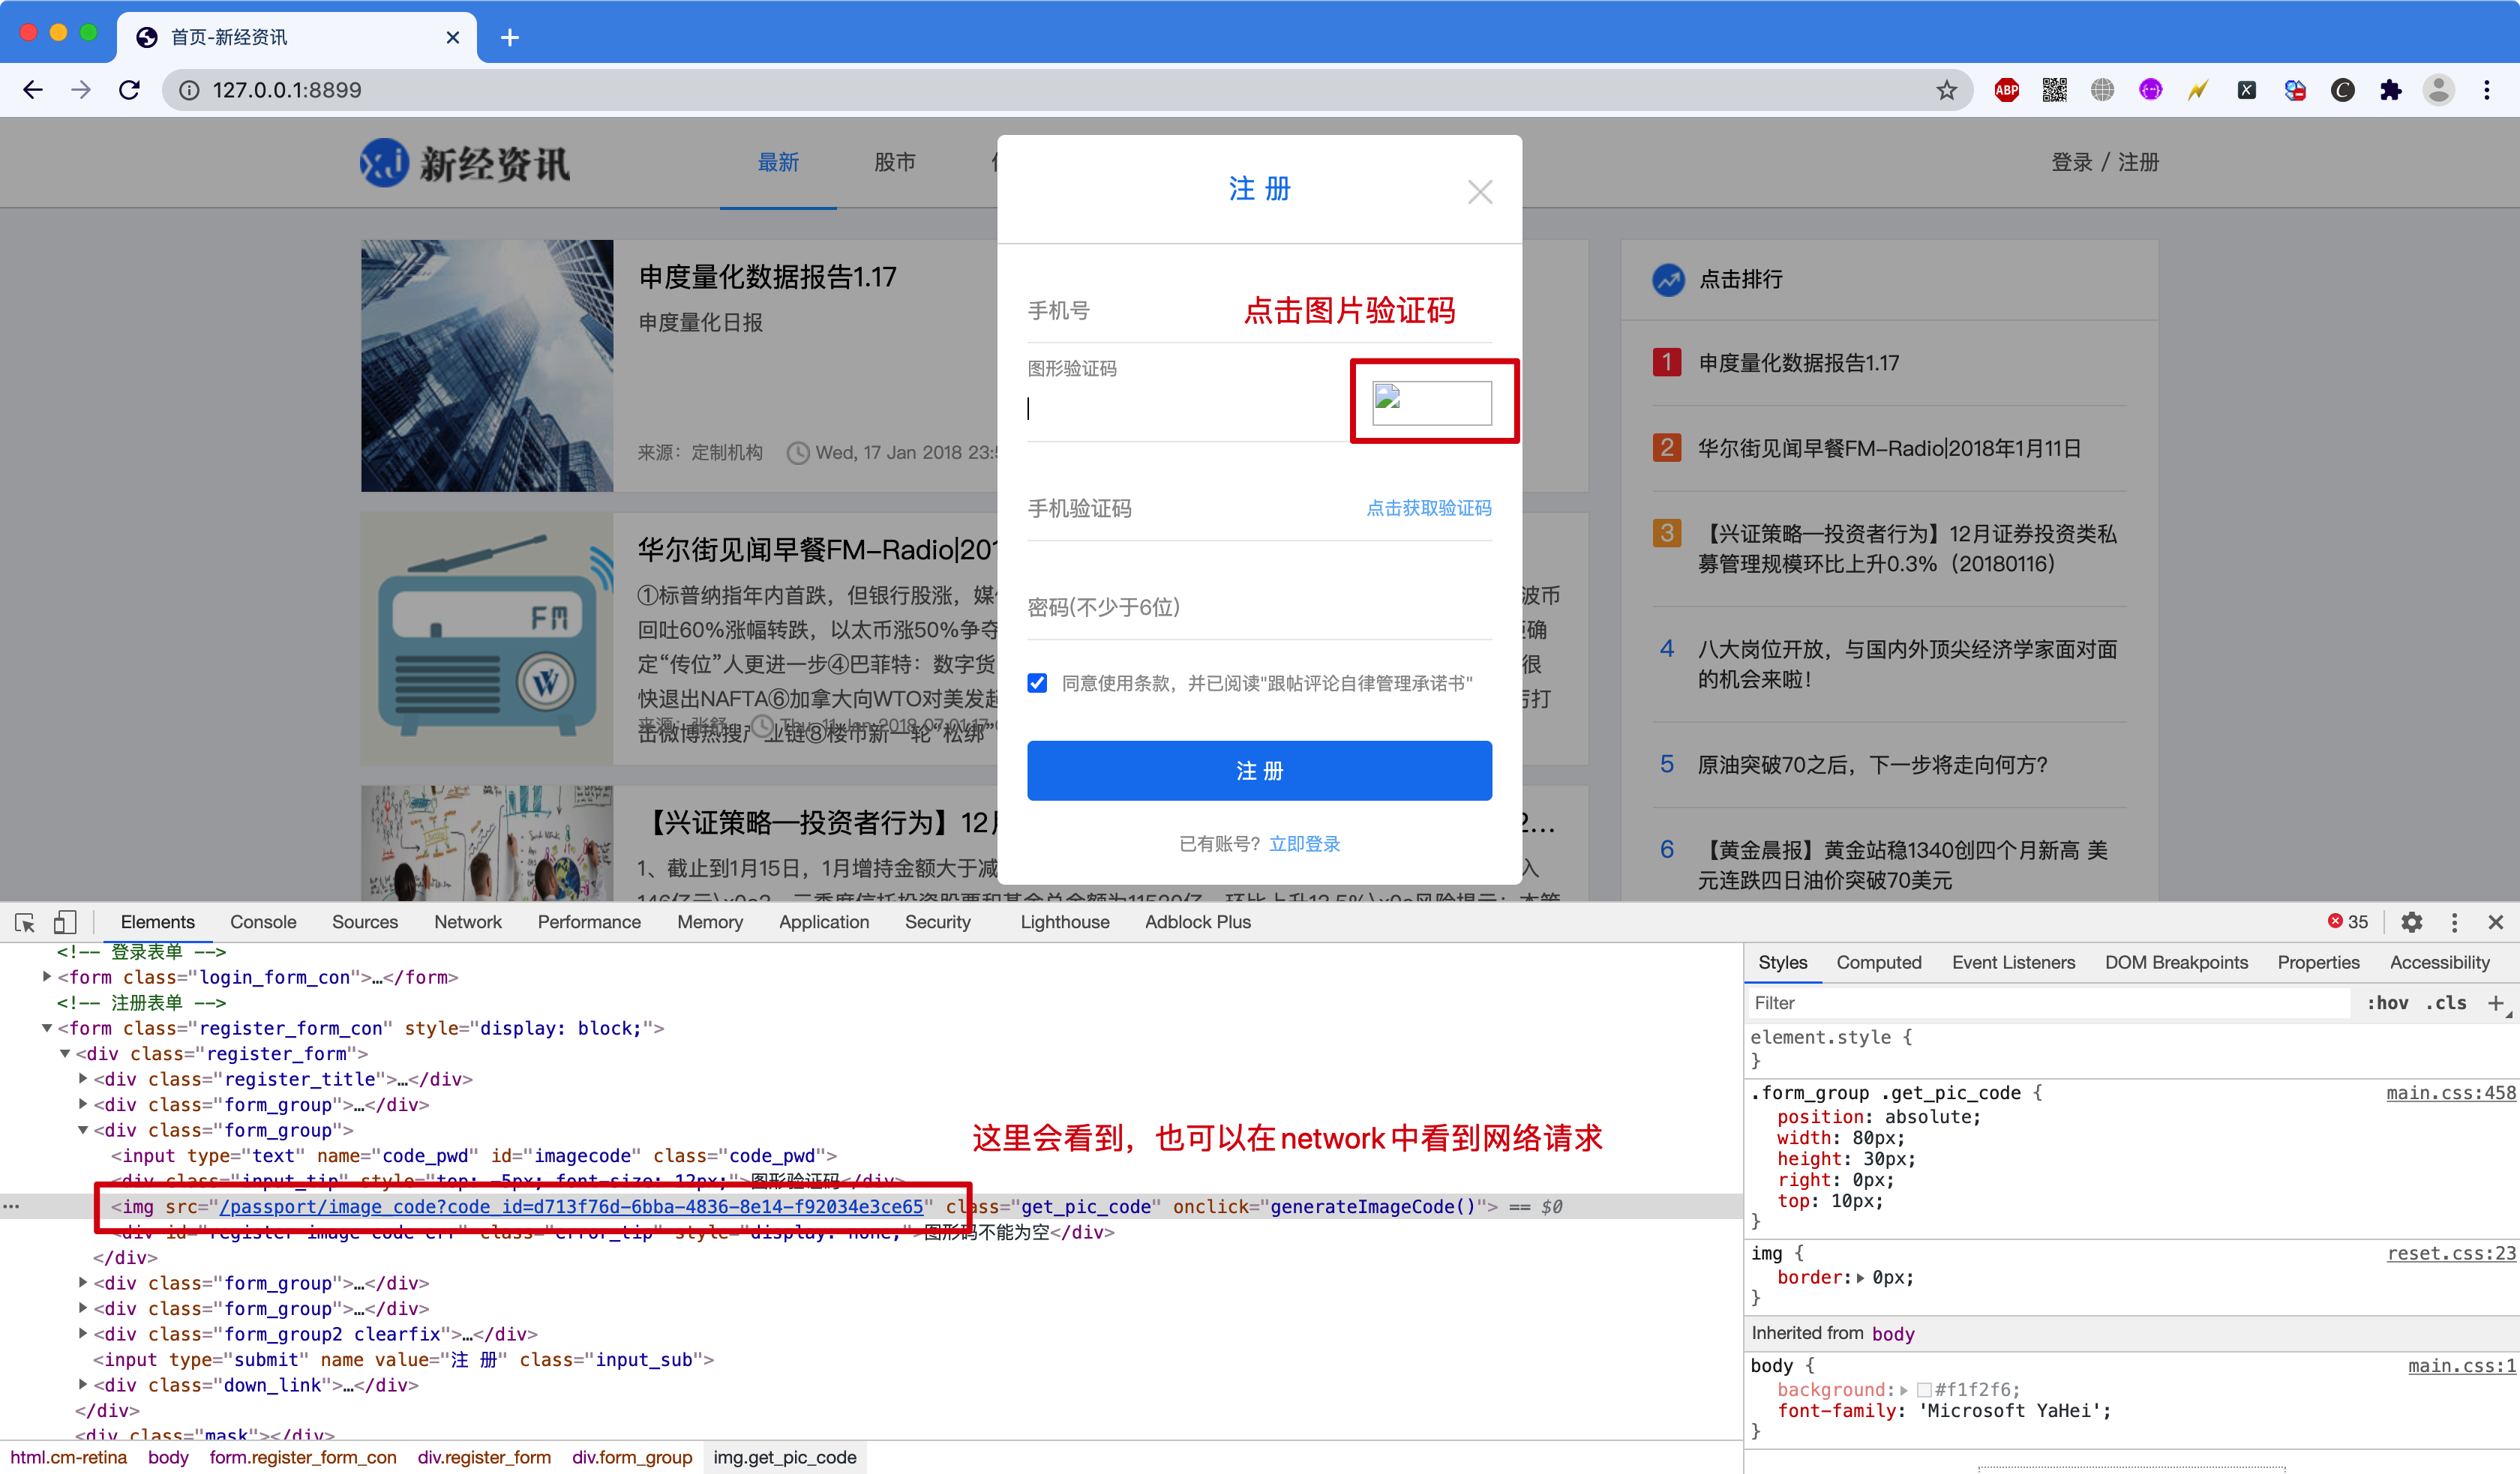 首页-新经资讯
127.0.0.1:8899
ABP
新经资讯
最新
股市
登录 / 注册
注 册
申度量化数据报告1.17
申度量化日报
来源：定制机构
Wed, 17 Jan 2018 23:5
华尔街见闻早餐FM-Radio|201
①标普纳指年内首跌，但银行股涨，媒
波币
回吐60%涨幅转跌，以太币涨50%争夺
确
定“传位”人更进一步④巴菲特：数字货
很
快退出NAFTA⑥加拿大向WTO对美发起
打
击微博热搜产业链⑧楼市新一轮“松绑”
来源：张舒
Thu, 11 Jan 2018 07:01:17
FM
【兴证策略—投资者行为】12月
2...
1、截止到1月15日，1月增持金额大于减
入
手机号
点击图片验证码
图形验证码
手机验证码
点击获取验证码
密码(不少于6位)
同意使用条款，并已阅读"跟帖评论自律管理承诺书"
注 册
已有账号？ 立即登录
点击排行
1 申度量化数据报告1.17
2 华尔街见闻早餐FM-Radio|2018年1月11日
3 【兴证策略—投资者行为】12月证券投资类私
募管理规模环比上升0.3%（20180116）
4 八大岗位开放，与国内外顶尖经济学家面对面
的机会来啦！
5 原油突破70之后，下一步将走向何方？
6 【黄金晨报】黄金站稳1340创四个月新高 美
元连跌四日油价突破70美元
Elements Console Sources Network Performance Memory Application Security Lighthouse Adblock Plus
35
<!-- 登录表单 -->
<form class="login_form_con">…</form>
<!-- 注册表单 -->
<form class="register_form_con" style="display: block;">
<div class="register_form">
<div class="register_title">…</div>
<div class="form_group">…</div>
<div class="form_group">
这里会看到，也可以在network中看到网络请求
<input type="text" name="code_pwd" id="imagecode" class="code_pwd">
<div class="input_tip" style="top: -5px; font-size: 12px;">图形验证码</div>
<img src="/passport/image_code?code_id=d713f76d-6bba-4836-8e14-f92034e3ce65" class="get_pic_code" onclick="generateImageCode()"> == $0
<div id="register-image-code-err" class="error_tip" style="display: none;">图形码不能为空</div>
</div>
<div class="form_group">…</div>
<div class="form_group">…</div>
<div class="form_group2 clearfix">…</div>
<input type="submit" name value="注 册" class="input_sub">
<div class="down_link">…</div>
</div>
<div class="mask"></div>
html.cm-retina body form.register_form_con div.register_form div.form_group img.get_pic_code
Styles Computed Event Listeners DOM Breakpoints Properties Accessibility
Filter
:hov .cls +
element.style {
}
.form_group .get_pic_code {
main.css:458
position: absolute;
width: 80px;
height: 30px;
right: 0px;
top: 10px;
}
img {
reset.css:23
border: 0px;
}
Inherited from body
body {
main.css:1
background: #f1f2f6;
font-family: 'Microsoft YaHei';
}